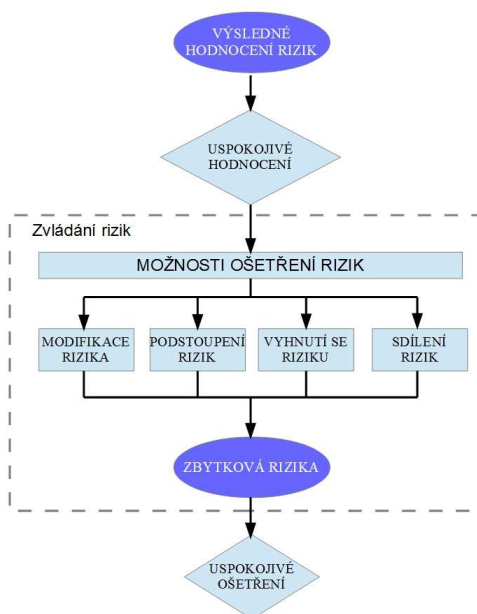 VÝSLEDNÉ
HODNOCENÍ RIZIK
USPOKOJIVÉ
HODNOCENÍ
Zvládání rizik
MOŽNOSTI OŠETŘENÍ RIZIK
MODIFIKACE
RIZIKA
PODSTOUPENÍ
RIZIK
VYHNUTÍ SE
RIZIKU
SDÍLENÍ
RIZIK
ZBYTKOVÁ RIZIKA
USPOKOJIVÉ
OŠETŘENÍ